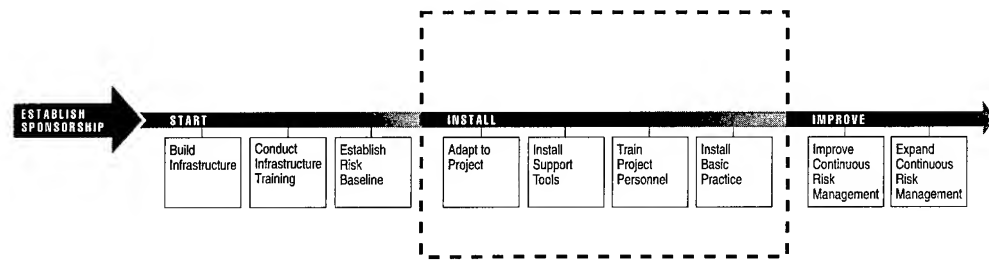 ESTABLISH
SPONSORSHIP
START
INSTALL
IMPROVE
Build
Infrastructure
Conduct
Infrastructure
Training
Establish
Risk
Baseline
Adapt to
Project
Install
Support
Tools
Train
Project
Personnel
Install
Basic
Practice
Improve
Continuous
Risk
Management
Expand
Continuous
Risk
Management